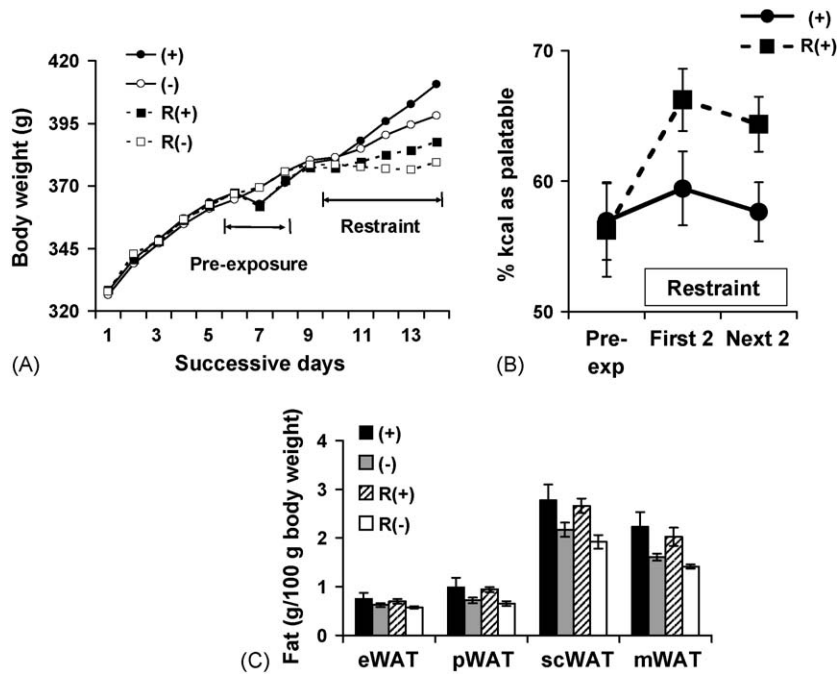 (+)
(-)
R(+)
R(-)
Body weight (g)
420
395
370
345
320
Pre-exposure
Restraint
1 3 5 7 9 11 13
Successive days
(A)
(+)
R(+)
% kcal as palatable
70
60
50
Restraint
Pre- First 2 Next 2
exp
(B)
Fat (g/100 g body weight)
(+)
(-)
R(+)
R(-)
4
3
2
1
0
eWAT pWAT scWAT mWAT
(C)